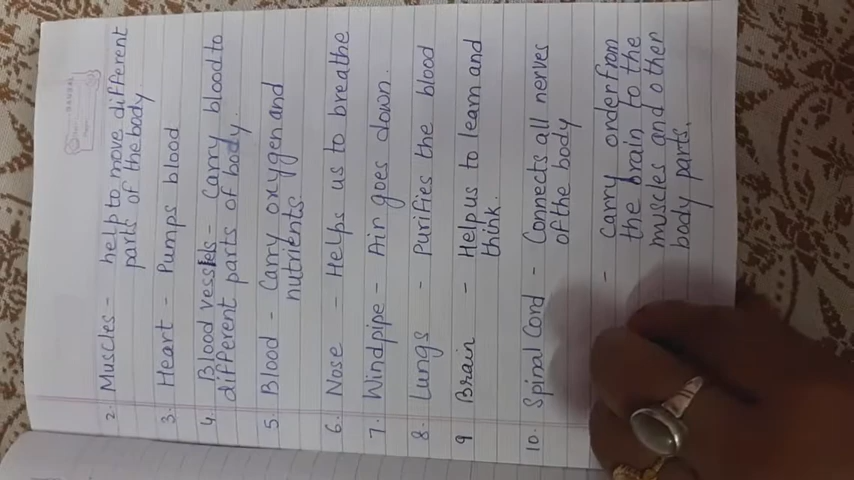 2. Muscles - help to move different
parts of the body.
3. Heart - Pumps blood
4. Blood vessels - Carry blood to
different parts of body.
5. Blood - Carry oxygen and
nutrients.
6. Nose - Helps us to breathe
7. Windpipe - Air goes down.
8. Lungs - Purifies the blood
9 Brain - Help us to learn and
think.
10. Spinal Cord - Connects all nerves
of the body
- carry order from
the brain to the
muscles and other
body parts.